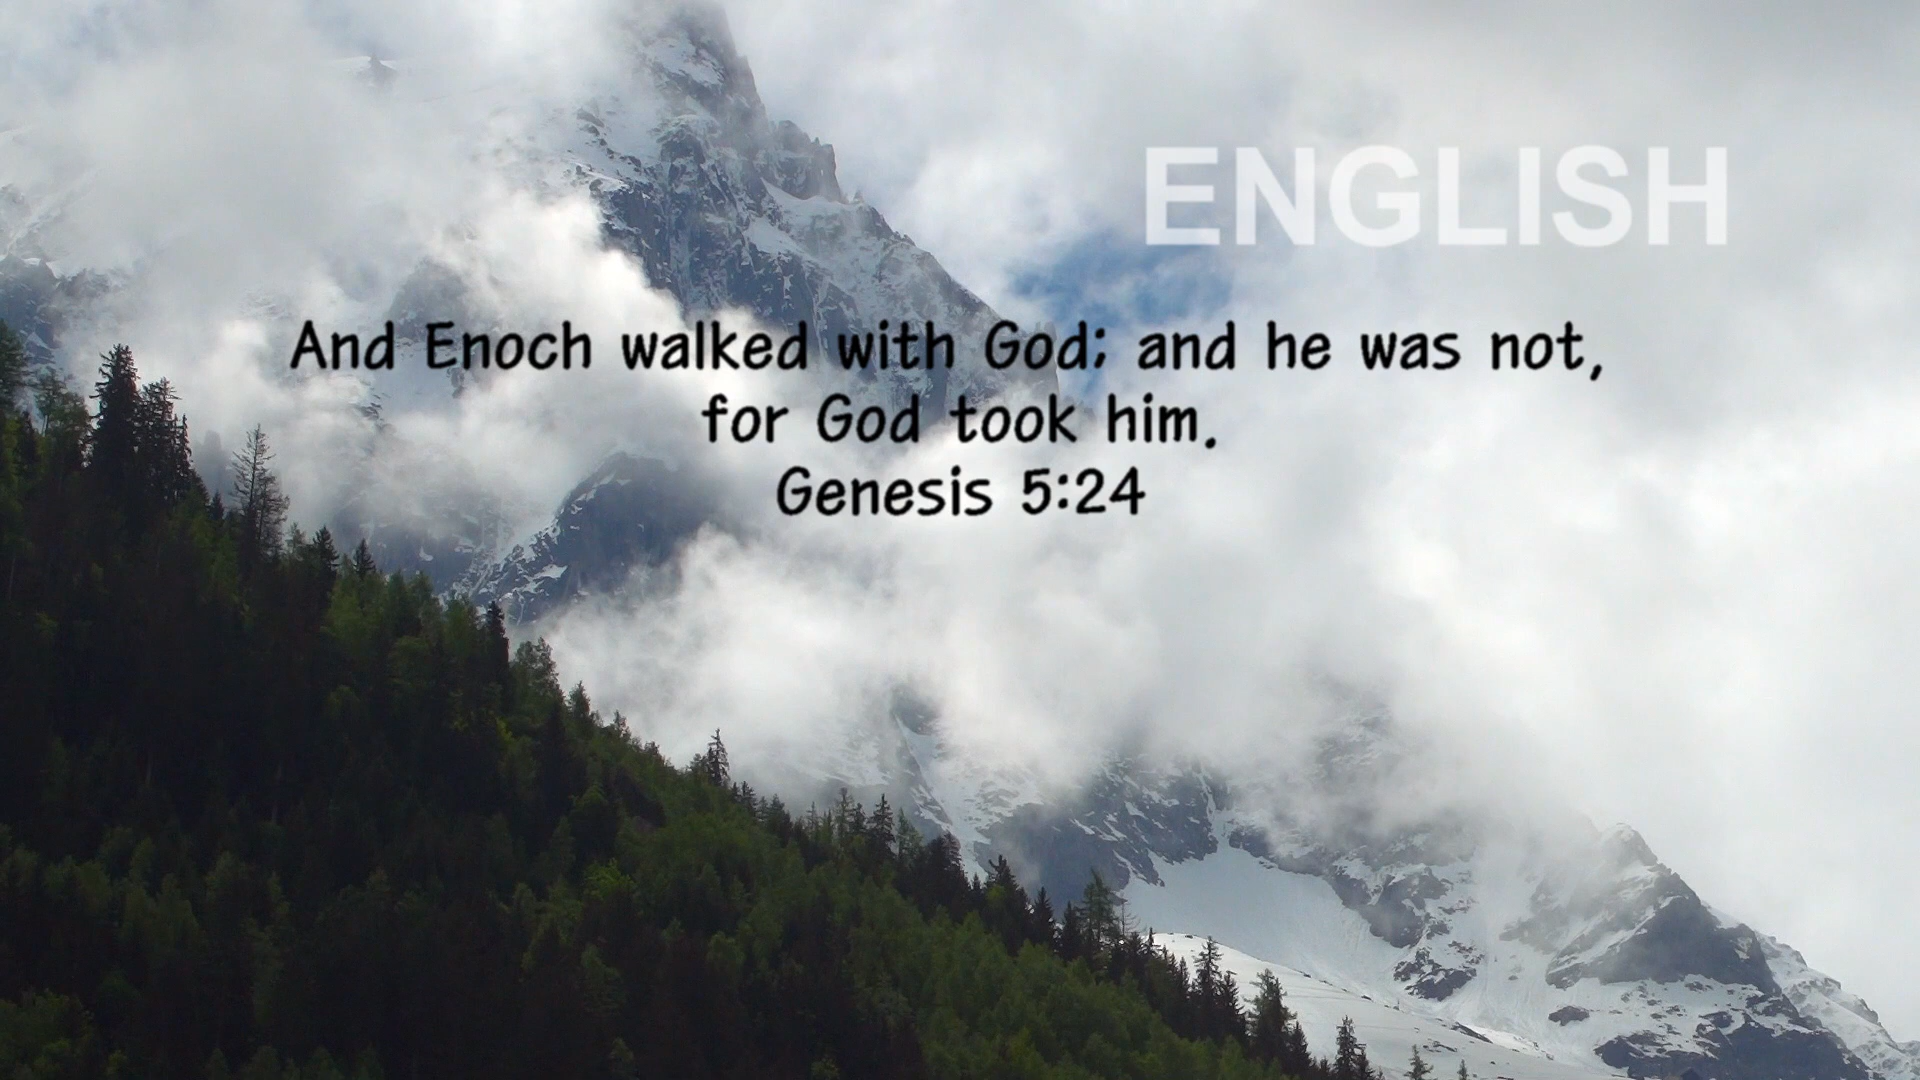 ENGLISH
And Enoch walked with God; and he was not,
for God took him.
Genesis 5:24